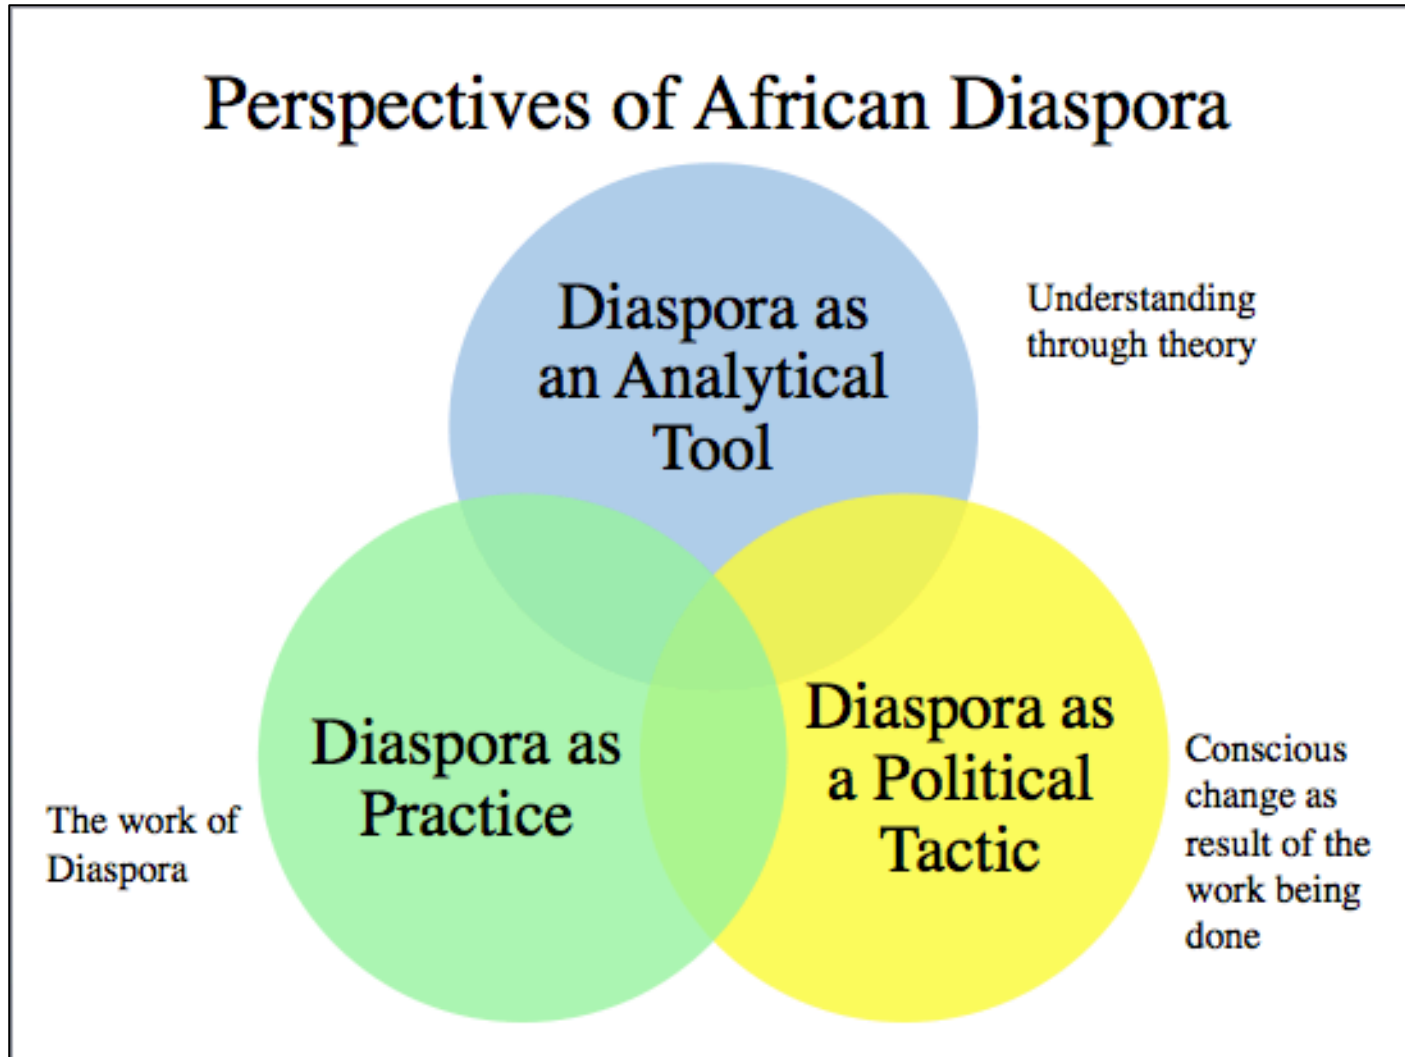 Perspectives of African Diaspora
Diaspora as
an Analytical
Tool
Understanding
through theory
Diaspora as
Practice
The work of
Diaspora
Diaspora as
a Political
Tactic
Conscious
change as
result of the
work being
done